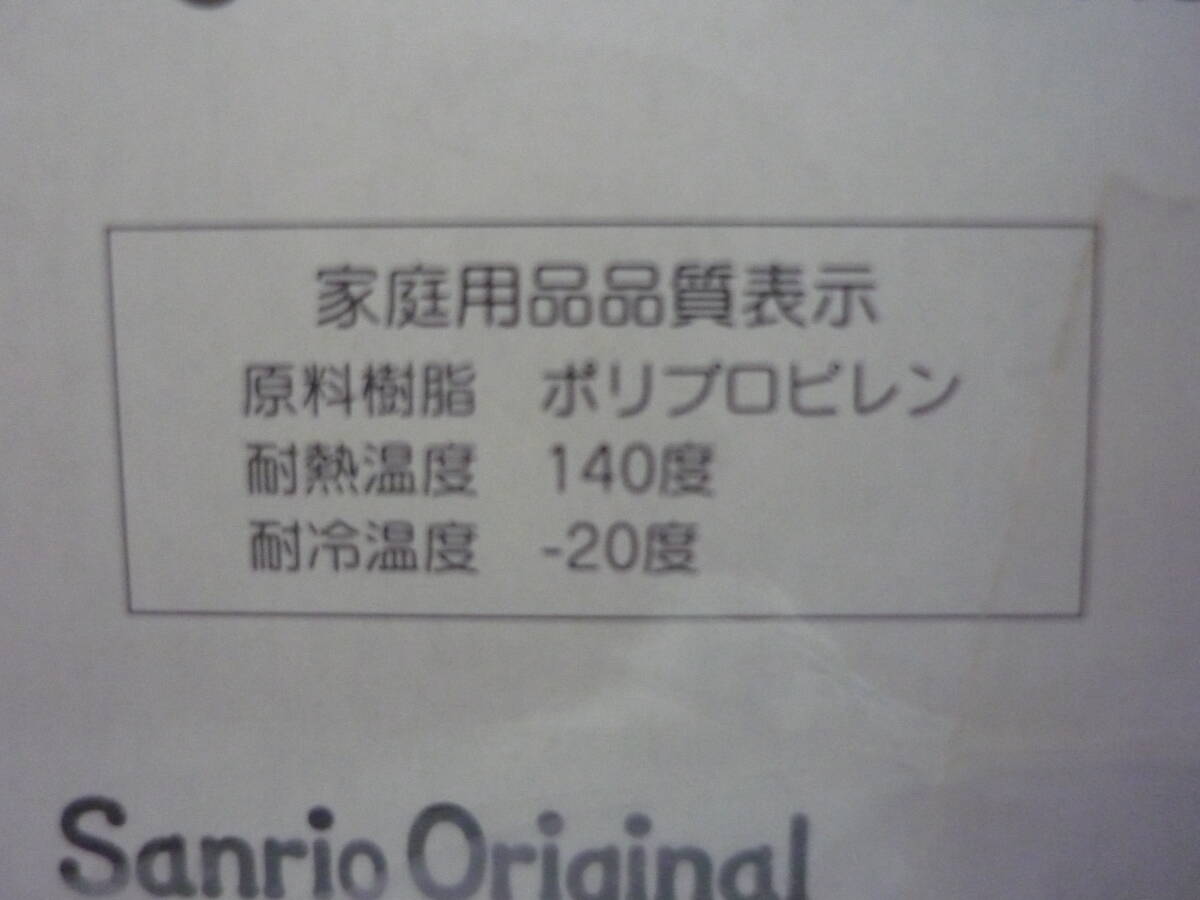 家庭用品品質表示
原料樹脂 ポリプロピレン
耐熱温度 140度
耐冷温度 -20度
Sanrio Original